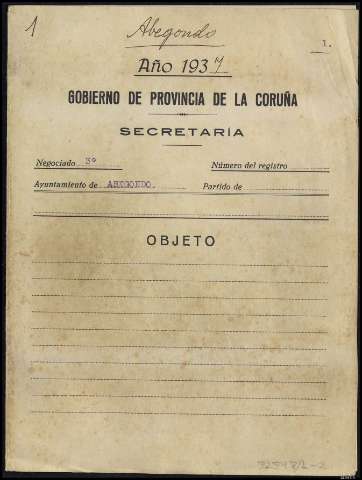 1
Abegondo
1.
Año 1937
GOBIERNO DE PROVINCIA DE LA CORUÑA
SECRETARÍA
Negociado 3º Número del registro
Ayuntamiento de ABEGONDO. Partido de
OBJETO